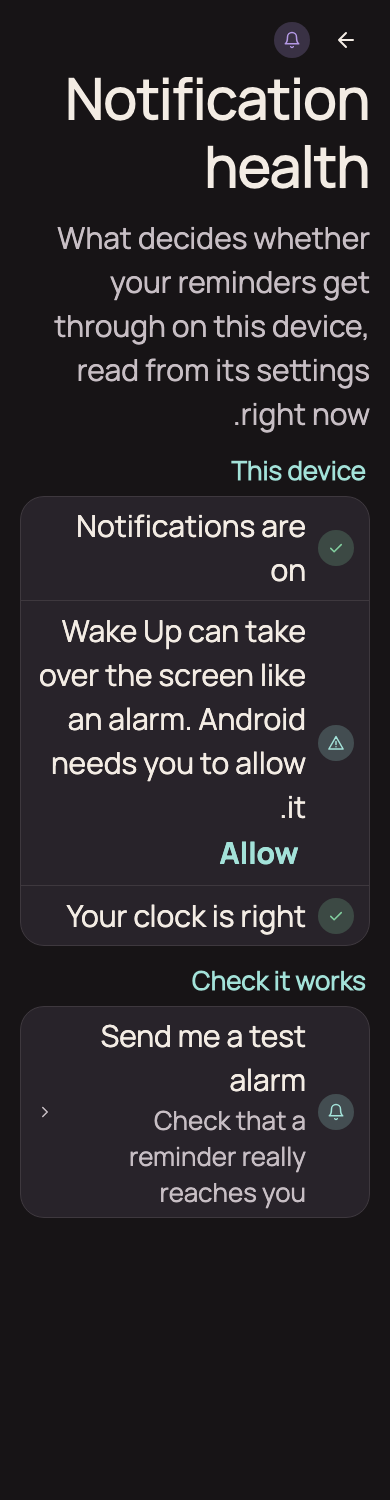 Notification
health
What decides whether
your reminders get
through on this device,
read from its settings
.right now
This device
Notifications are
on
Wake Up can take
over the screen like
an alarm. Android
needs you to allow
.it
Allow
Your clock is right
Check it works
Send me a test
alarm
Check that a
reminder really
reaches you